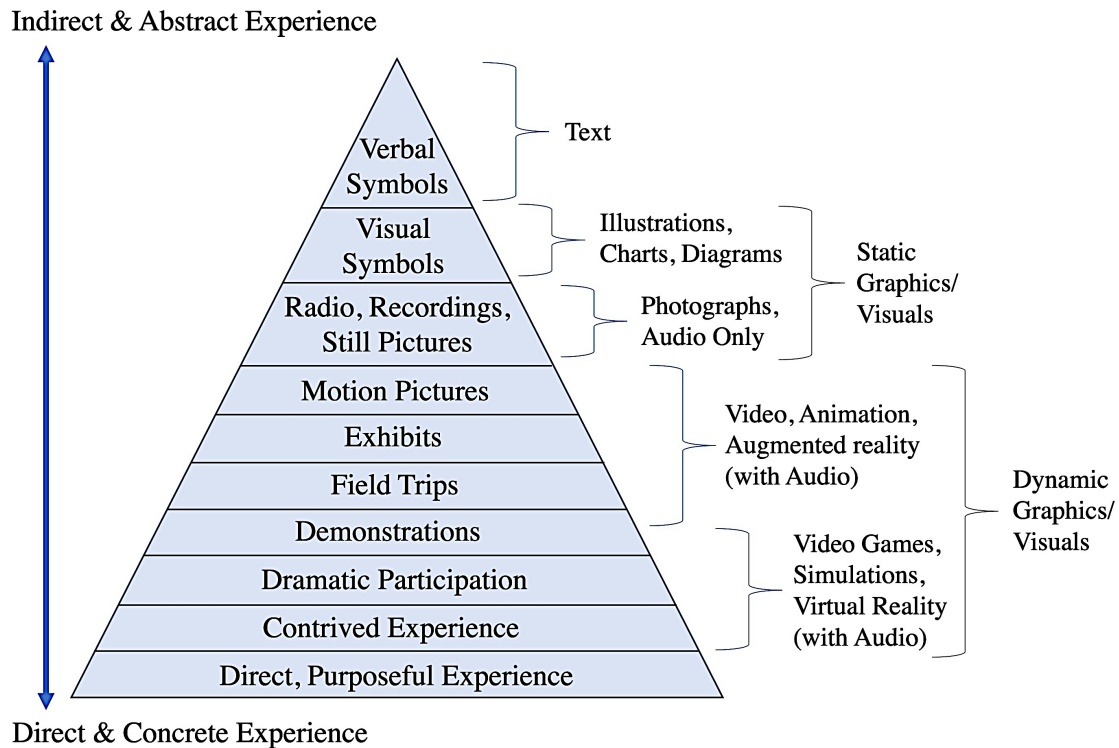 Indirect & Abstract Experience
Verbal
Symbols
Text
Visual
Symbols
Illustrations,
Charts, Diagrams
Radio, Recordings,
Still Pictures
Photographs,
Audio Only
Static
Graphics/
Visuals
Motion Pictures
Exhibits
Field Trips
Video, Animation,
Augmented reality
(with Audio)
Demonstrations
Dramatic Participation
Contrived Experience
Video Games,
Simulations,
Virtual Reality
(with Audio)
Dynamic
Graphics/
Visuals
Direct, Purposeful Experience
Direct & Concrete Experience